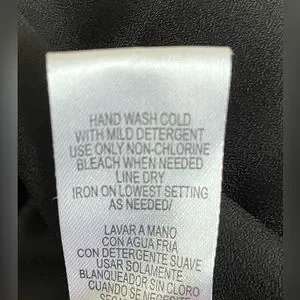 HAND WASH COLD
WITH MILD DETERGENT
USE ONLY NON-CHLORINE
BLEACH WHEN NEEDED
LINE DRY
IRON ON LOWEST SETTING
AS NEEDED/
LAVAR A MANO
CON AGUA FRIA
CON DETERGENTE SUAVE
USAR SOLAMENTE
BLANQUEADOR SIN CLORO
CUANDO SE NECESITE